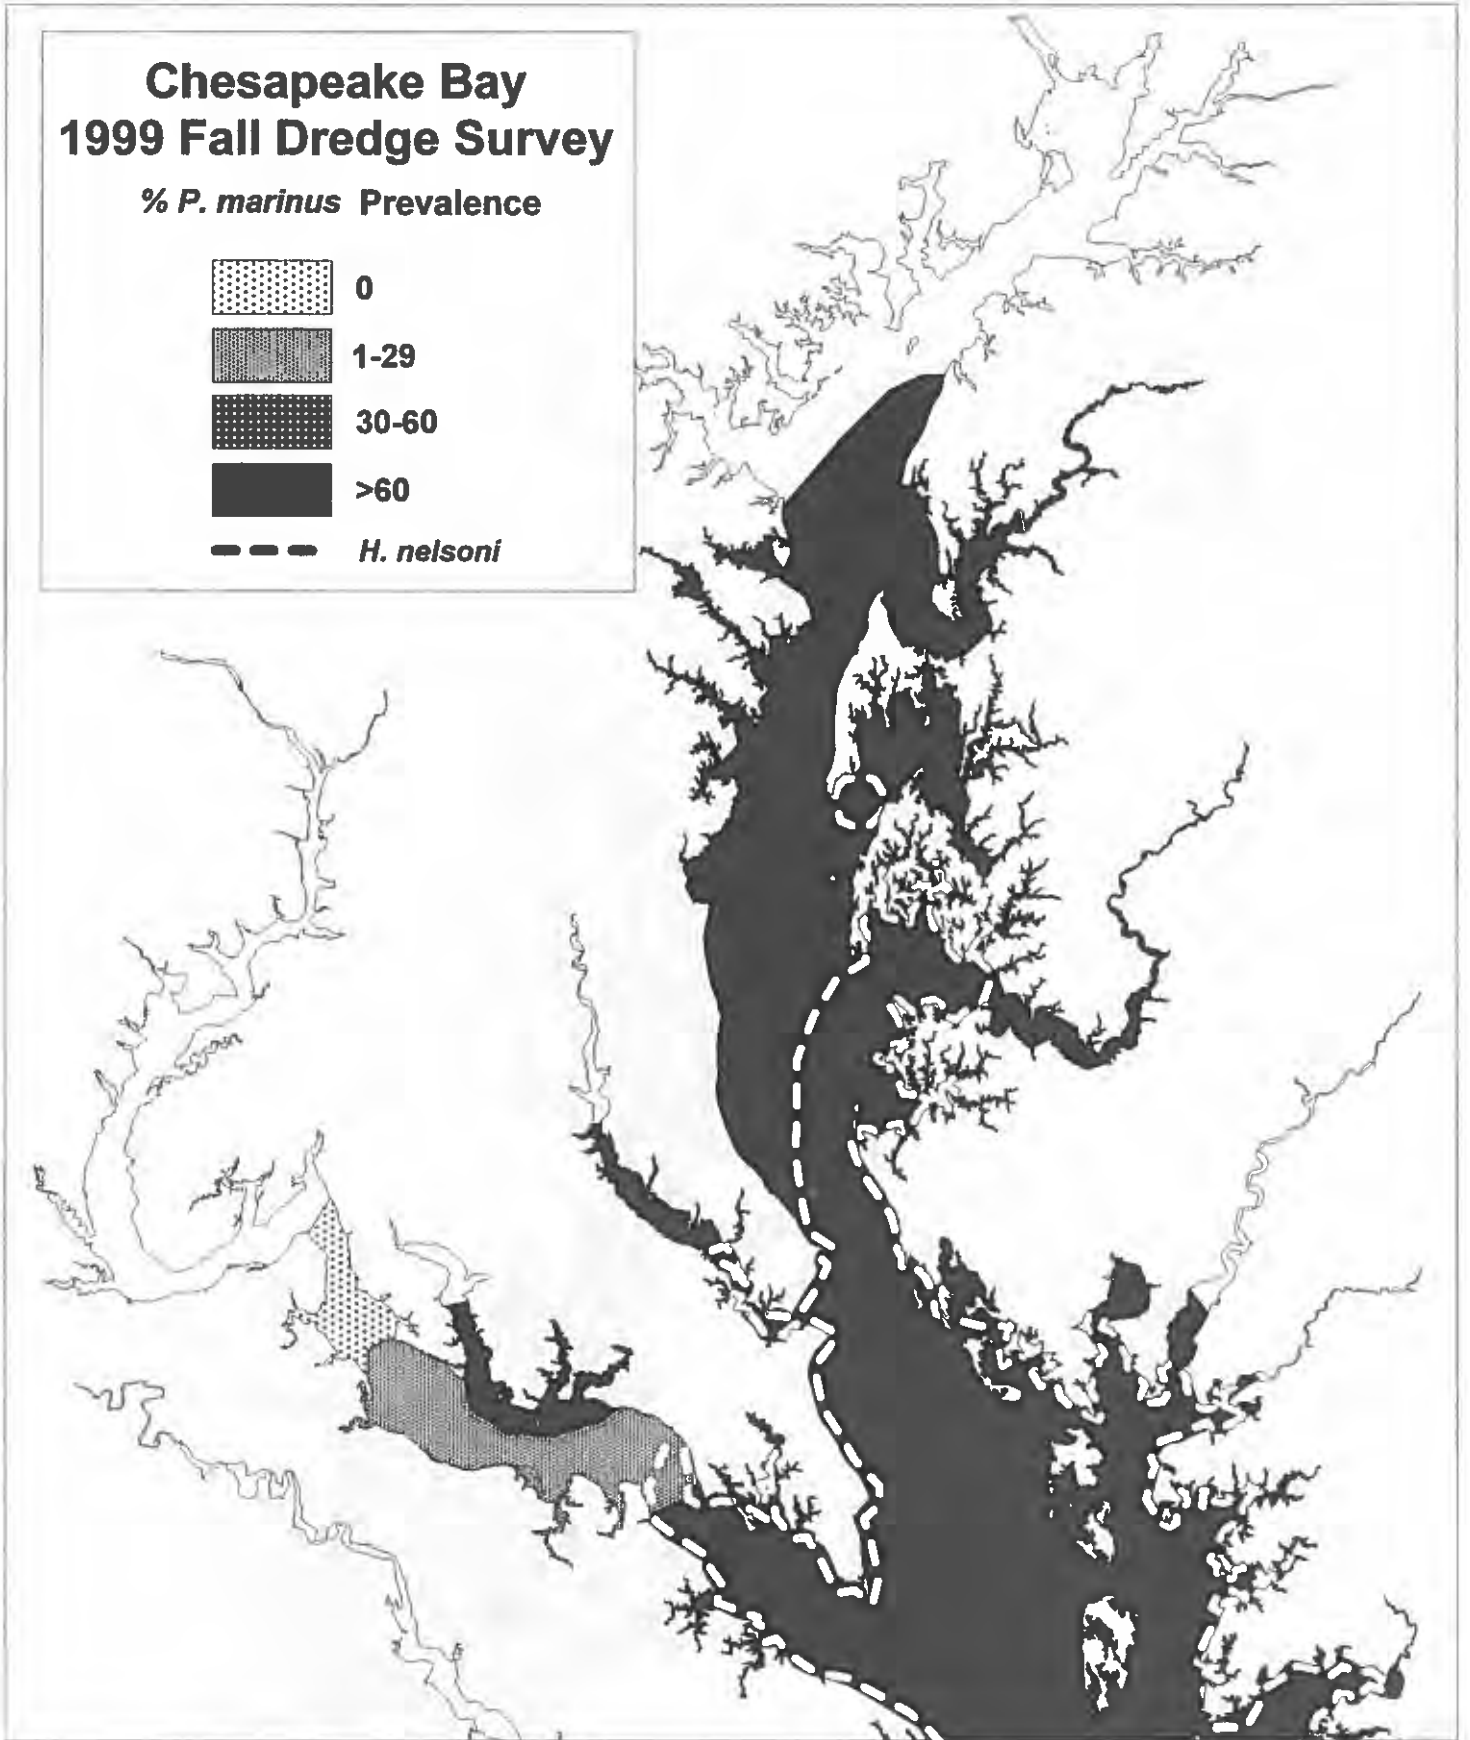 Chesapeake Bay
1999 Fall Dredge Survey
% P. marinus Prevalence
0
1-29
30-60
>60
H. nelsoni